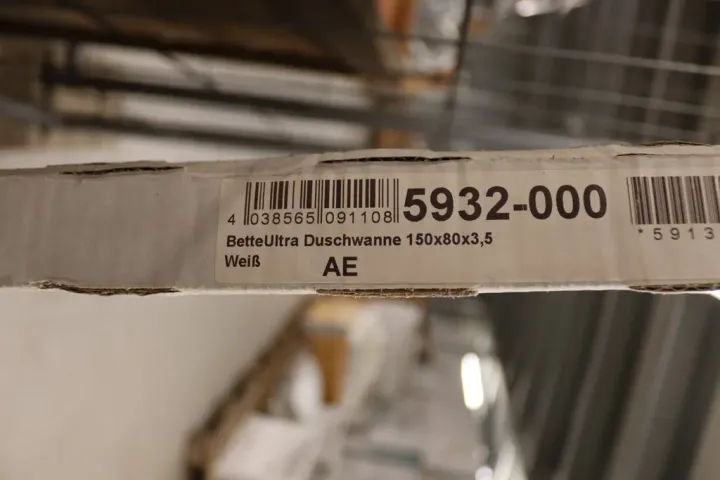 4 038565 091108
5932-000
BetteUltra Duschwanne 150x80x3,5
Weiß
AE
*5913